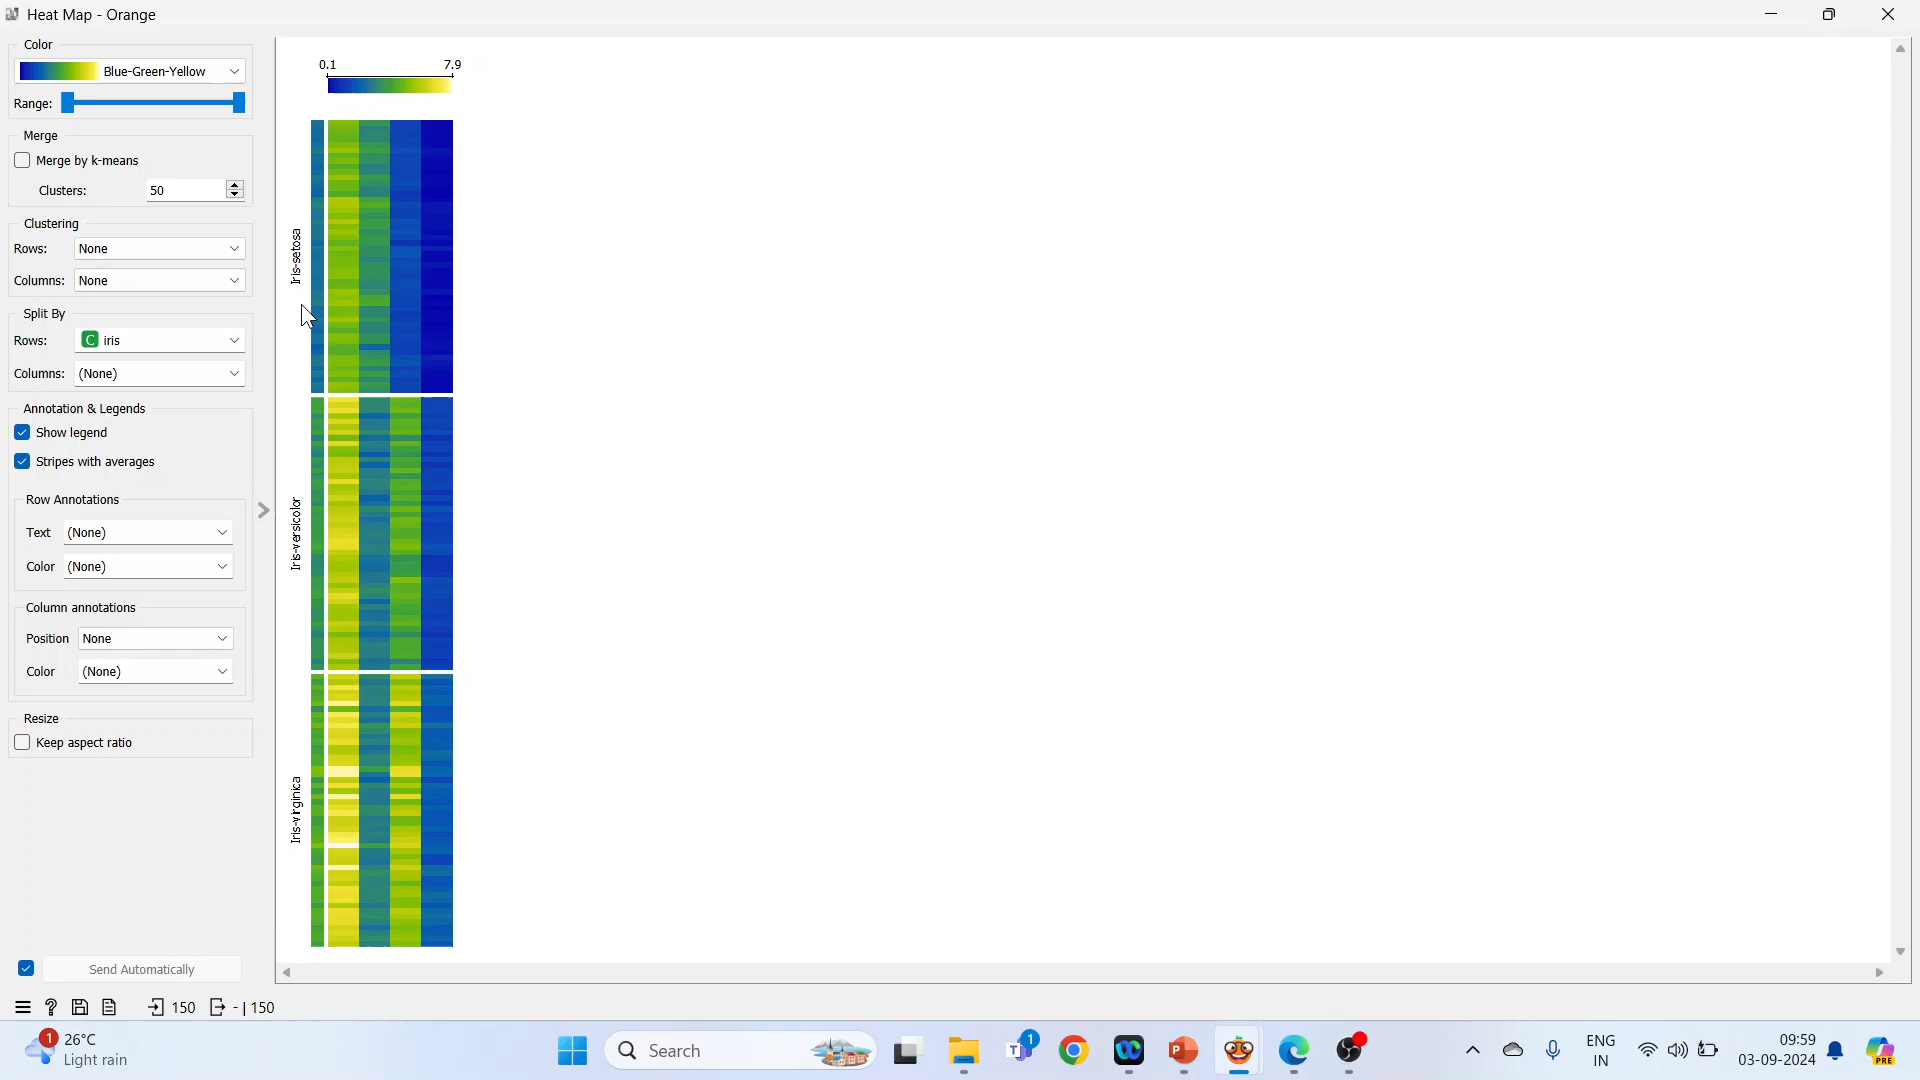 Heat Map - Orange
Color
Blue-Green-Yellow
Range:
Merge
Merge by k-means
Clusters: 50
Clustering
Rows: None
Columns: None
Split By
Rows: C iris
Columns: (None)
Annotation & Legends
Show legend
Stripes with averages
Row Annotations
Text (None)
Color (None)
Column annotations
Position None
Color (None)
Resize
Keep aspect ratio
Send Automatically
150 - | 150
0.1 7.9
Iris-setosa
Iris-versicolor
Iris-virginica
1
26°C
Light rain
Search
1
ENG
IN
09:59
03-09-2024
PRE